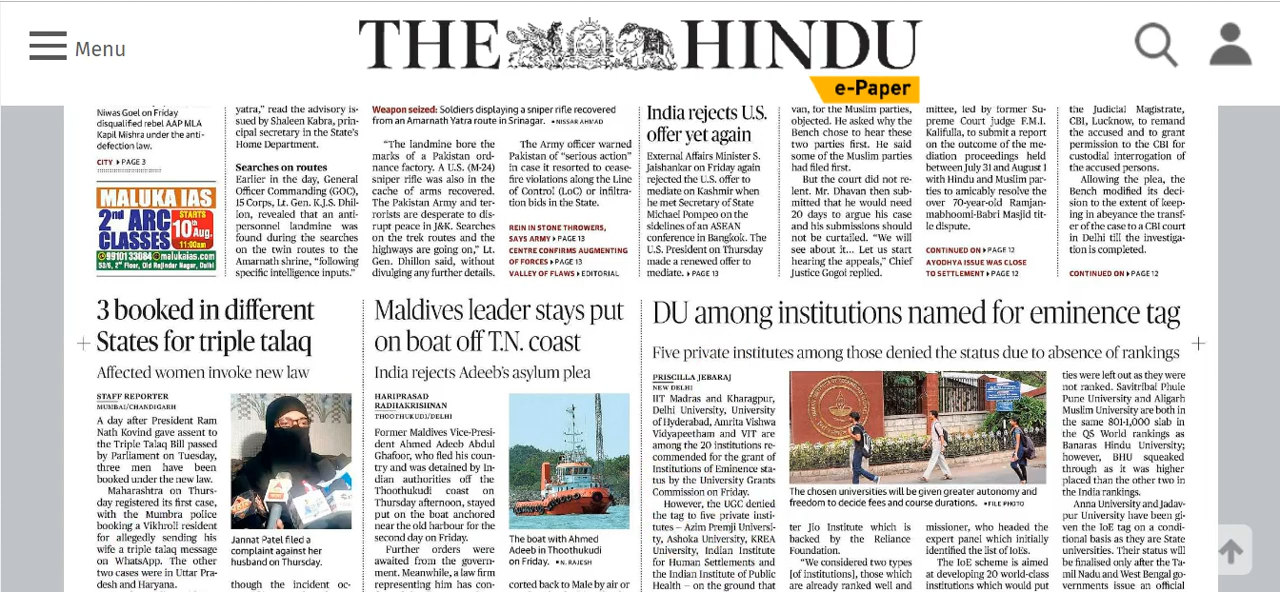 Menu
THE HINDU
e-Paper
Niwas Goel on Friday
disqualified rebel AAP MLA
Kapil Mishra under the anti-
defection law.
CITY ▸ PAGE 3
MALUKA IAS
2nd ARC
CLASSES
STARTS
10th Aug.
11:00am
9910133084@malukaias.com
53/6, 2nd Floor, Old Rajinder Nagar, Delhi
yatra,” read the advisory is-
sued by Shaleen Kabra, prin-
cipal secretary in the State's
Home Department.
Searches on routes
Earlier in the day, General
Officer Commanding (GOC),
15 Corps, Lt. Gen. K.J.S. Dhil-
lon, revealed that an anti-
personnel landmine was
found during the searches
on the twin routes to the
Amarnath shrine, “following
specific intelligence inputs.”
Weapon seized: Soldiers displaying a sniper rifle recovered
from an Amarnath Yatra route in Srinagar. ▪ NISSAR AHMAD
“The landmine bore the
marks of a Pakistan ord-
nance factory. A U.S. (M-24)
sniper rifle was also in the
cache of arms recovered.
The Pakistan Army and ter-
rorists are desperate to dis-
rupt peace in J&K. Searches
on the trek routes and the
highways are going on,” Lt.
Gen. Dhillon said, without
divulging any further details.
The Army officer warned
Pakistan of “serious action”
in case it resorted to cease-
fire violations along the Line
of Control (LoC) or infiltra-
tion bids in the State.
REIN IN STONE THROWERS,
SAYS ARMY ▸ PAGE 13
CENTRE CONFIRMS AUGMENTING
OF FORCES ▸ PAGE 13
VALLEY OF FLAWS ▸ EDITORIAL
India rejects U.S.
offer yet again
External Affairs Minister S.
Jaishankar on Friday again
rejected the U.S. offer to
mediate on Kashmir when
he met Secretary of State
Michael Pompeo on the
sidelines of an ASEAN
conference in Bangkok. The
U.S. President on Thursday
made a renewed offer to
mediate. ▸ PAGE 13
van, for the Muslim parties,
objected. He asked why the
Bench chose to hear these
two parties first. He said
some of the Muslim parties
had filed first.
But the court did not re-
lent. Mr. Dhavan then sub-
mitted that he would need
20 days to argue his case
and his submissions should
not be curtailed. “We will
see about it... Let us start
hearing the appeals,” Chief
Justice Gogoi replied.
mittee, led by former Su-
preme Court judge F.M.I.
Kalifulla, to submit a report
on the outcome of the me-
diation proceedings held
between July 31 and August 1
with Hindu and Muslim par-
ties to amicably resolve the
over 70-year-old Ramjan-
mabhoomi-Babri Masjid tit-
le dispute.
CONTINUED ON ▸ PAGE 12
AYODHYA ISSUE WAS CLOSE
TO SETTLEMENT ▸ PAGE 12
the Judicial Magistrate,
CBI, Lucknow, to remand
the accused and to grant
permission to the CBI for
custodial interrogation of
the accused persons.
Allowing the plea, the
Bench modified its deci-
sion to the extent of keep-
ing in abeyance the transf-
er of the case to a CBI court
in Delhi till the investiga-
tion is completed.
CONTINUED ON ▸ PAGE 12
3 booked in different
States for triple talaq
Affected women invoke new law
STAFF REPORTER
MUMBAI/CHANDIGARH
A day after President Ram
Nath Kovind gave assent to
the Triple Talaq Bill passed
by Parliament on Tuesday,
three men have been
booked under the new law.
Maharashtra on Thurs-
day registered its first case,
with the Mumbra police
booking a Vikhroli resident
for allegedly sending his
wife a triple talaq message
on WhatsApp. The other
two cases were in Uttar Pra-
desh and Haryana.
Jannat Patel filed a
complaint against her
husband on Thursday.
though the incident oc-
Maldives leader stays put
on boat off T.N. coast
India rejects Adeeb's asylum plea
HARIPRASAD
RADHAKRISHNAN
THOOTHUKUDI/DELHI
Former Maldives Vice-Presi-
dent Ahmed Adeeb Abdul
Ghafoor, who fled his coun-
try and was detained by In-
dian authorities off the
Thoothukudi coast on
Thursday afternoon, stayed
put on the boat anchored
near the old harbour for the
second day on Friday.
Further orders were
awaited from the govern-
ment. Meanwhile, a law firm
representing him has con-
The boat with Ahmed
Adeeb in Thoothukudi
on Friday. ▪ N. RAJESH
corted back to Male by air or
DU among institutions named for eminence tag
Five private institutes among those denied the status due to absence of rankings
PRISCILLA JEBARAJ
NEW DELHI
IIT Madras and Kharagpur,
Delhi University, University
of Hyderabad, Amrita Vishwa
Vidyapeetham and VIT are
among the 20 institutions re-
commended for the grant of
Institutions of Eminence sta-
tus by the University Grants
Commission on Friday.
However, the UGC denied
the tag to five private insti-
tutes – Azim Premji Universi-
ty, Ashoka University, KREA
University, Indian Institute
for Human Settlements and
the Indian Institute of Public
Health – on the ground that
The chosen universities will be given greater autonomy and
freedom to decide fees and course durations. ▪ FILE PHOTO
ter Jio Institute which is
backed by the Reliance
Foundation.
“We considered two types
[of institutions], those which
are already ranked well and
missioner, who headed the
expert panel which initially
identified the list of IoEs.
The IoE scheme is aimed
at developing 20 world-class
institutions which would put
ties were left out as they were
not ranked. Savitribai Phule
Pune University and Aligarh
Muslim University are both in
the same 801-1,000 slab in
the QS World rankings as
Banaras Hindu University;
however, BHU squeaked
through as it was higher
placed than the other two in
the India rankings.
Anna University and Jadav-
pur University have been gi-
ven the IoE tag on a condi-
tional basis as they are State
universities. Their status will
be finalised only after the Ta-
mil Nadu and West Bengal go-
vernments issue an official